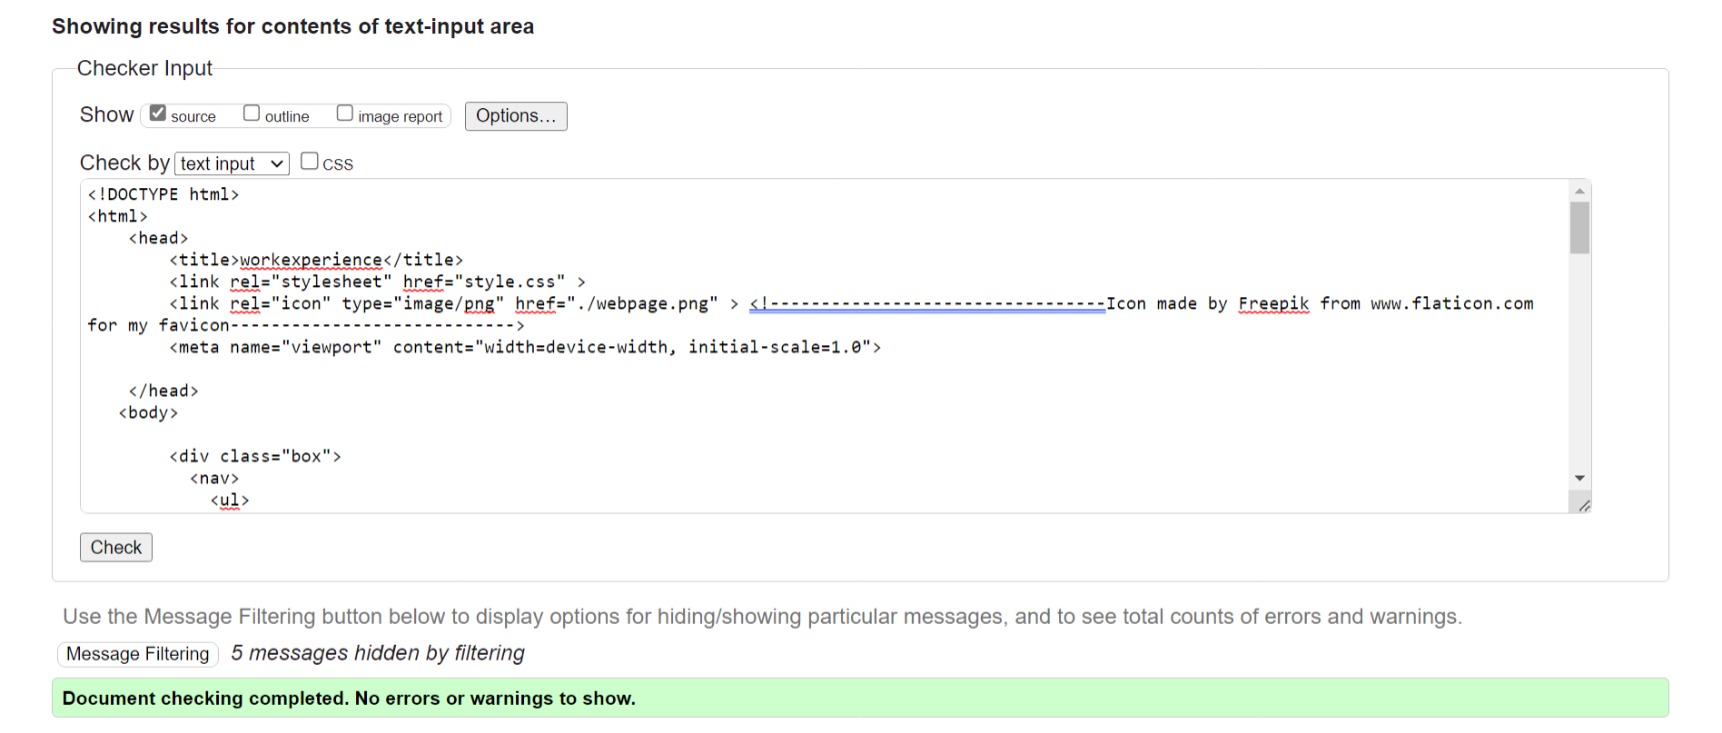 Showing results for contents of text-input area
Checker Input
Show source outline image report Options...
Check by text input css
<!DOCTYPE html>
<html>
    <head>
        <title>workexperience</title>
        <link rel="stylesheet" href="style.css" >
        <link rel="icon" type="image/png" href="./webpage.png" > <!---------------------------------Icon made by Freepik from www.flaticon.com
for my favicon---------------------------->
        <meta name="viewport" content="width=device-width, initial-scale=1.0">
    </head>
   <body>
        <div class="box">
          <nav>
            <ul>
Check
Use the Message Filtering button below to display options for hiding/showing particular messages, and to see total counts of errors and warnings.
Message Filtering 5 messages hidden by filtering
Document checking completed. No errors or warnings to show.